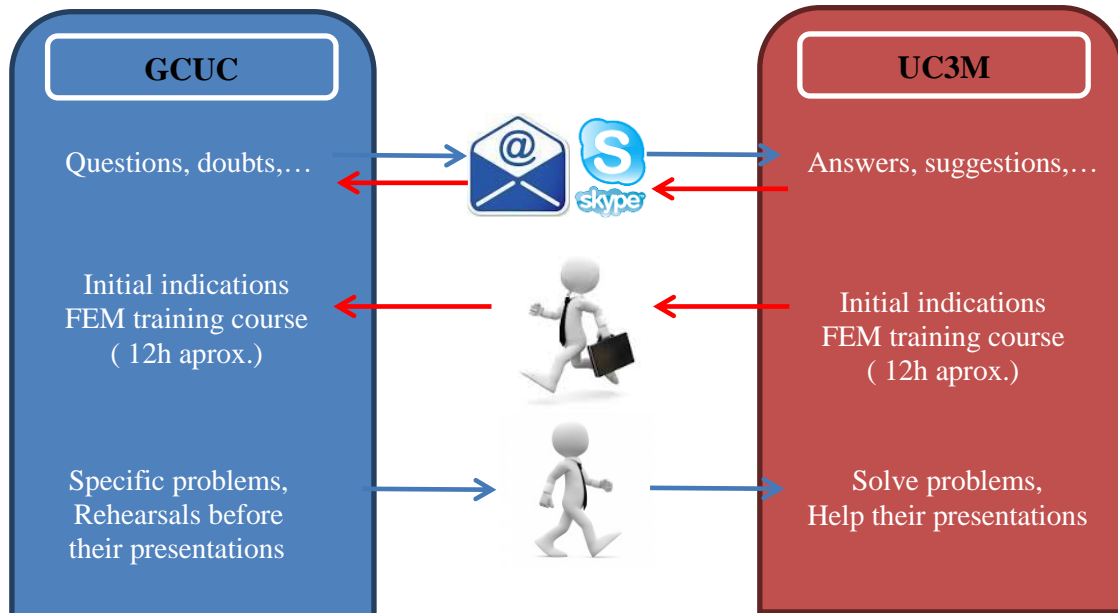 GCUC
UC3M
Questions, doubts,…
@
S
skype
Answers, suggestions,…
Initial indications
FEM training course
( 12h aprox.)
Initial indications
FEM training course
( 12h aprox.)
Specific problems,
Rehearsals before
their presentations
Solve problems,
Help their presentations